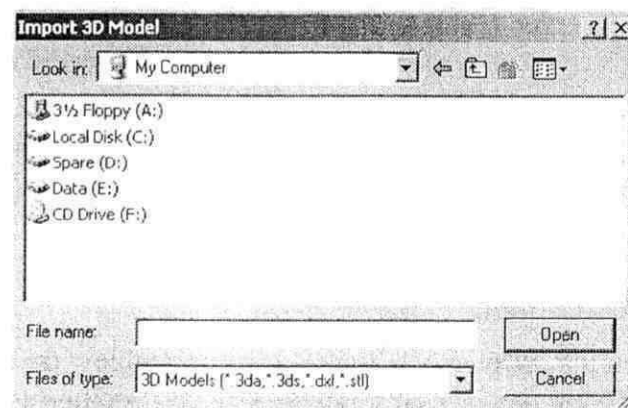 Import 3D Model
Look in: My Computer
3½ Floppy (A:)
Local Disk (C:)
Spare (D:)
Data (E:)
CD Drive (F:)
File name: Open
Files of type: 3D Models (*.3da,*.3ds,*.dxl,*.stl) Cancel